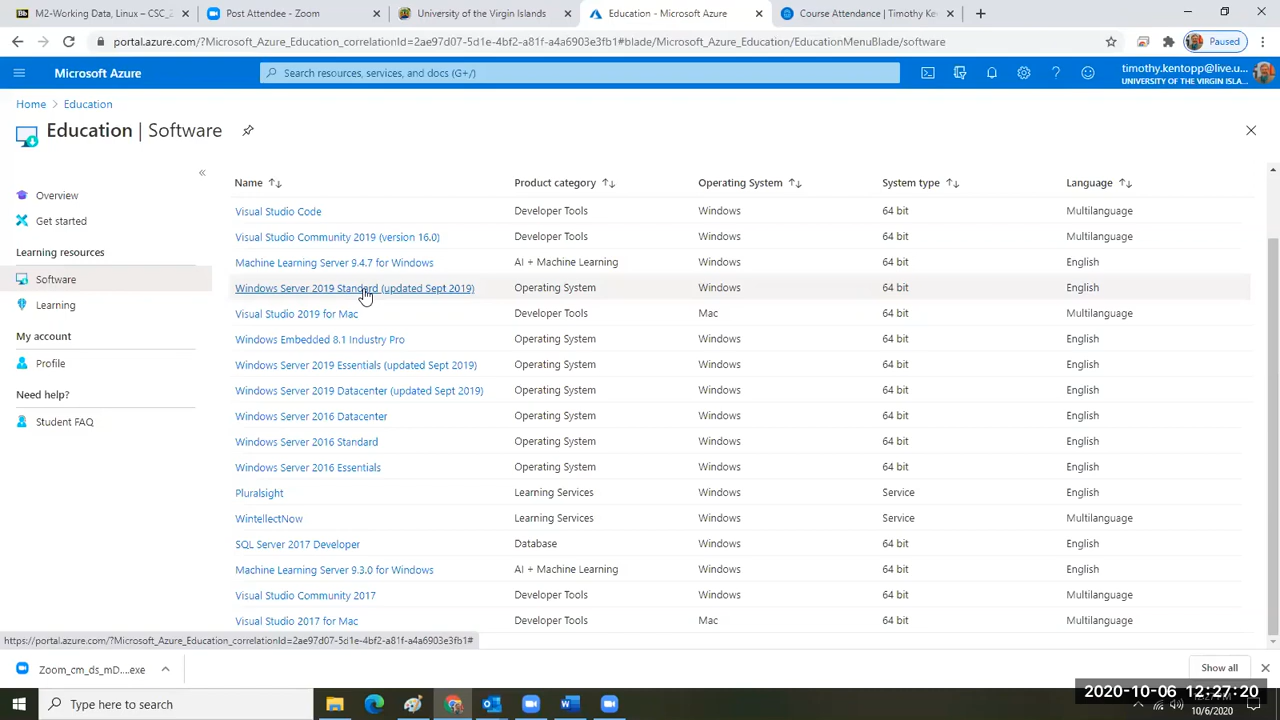 M2-Working Data, Linux – CSC_
Post Attendee - Zoom
University of the Virgin Islands
Education - Microsoft Azure
Course Attendance | Timothy Ke
portal.azure.com/?Microsoft_Azure_Education_correlationId=2ae97d07-5d1e-4bf2-a81f-a4a6903e3fb1#blade/Microsoft_Azure_Education/EducationMenuBlade/software
Paused
Microsoft Azure
Search resources, services, and docs (G+/)
timothy.kentopp@live.u...
UNIVERSITY OF THE VIRGIN ISLA...
Home > Education
Education | Software
Overview
Get started
Learning resources
Software
Learning
My account
Profile
Need help?
Student FAQ
Name Product category Operating System System type Language
Visual Studio Code Developer Tools Windows 64 bit Multilanguage
Visual Studio Community 2019 (version 16.0) Developer Tools Windows 64 bit Multilanguage
Machine Learning Server 9.4.7 for Windows AI + Machine Learning Windows 64 bit English
Windows Server 2019 Standard (updated Sept 2019) Operating System Windows 64 bit English
Visual Studio 2019 for Mac Developer Tools Mac 64 bit Multilanguage
Windows Embedded 8.1 Industry Pro Operating System Windows 64 bit English
Windows Server 2019 Essentials (updated Sept 2019) Operating System Windows 64 bit English
Windows Server 2019 Datacenter (updated Sept 2019) Operating System Windows 64 bit English
Windows Server 2016 Datacenter Operating System Windows 64 bit English
Windows Server 2016 Standard Operating System Windows 64 bit English
Windows Server 2016 Essentials Operating System Windows 64 bit English
Pluralsight Learning Services Windows Service English
WintellectNow Learning Services Windows Service Multilanguage
SQL Server 2017 Developer Database Windows 64 bit English
Machine Learning Server 9.3.0 for Windows AI + Machine Learning Windows 64 bit English
Visual Studio Community 2017 Developer Tools Windows 64 bit Multilanguage
Visual Studio 2017 for Mac Developer Tools Mac 64 bit Multilanguage
https://portal.azure.com/?Microsoft_Azure_Education_correlationId=2ae97d07-5d1e-4bf2-a81f-a4a6903e3fb1#
Zoom_cm_ds_mD....exe
Show all
Type here to search
2020-10-06 12:27:20
10/6/2020